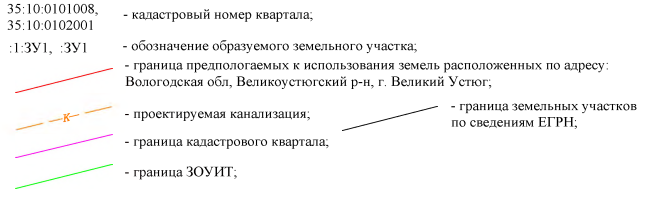 35:10:0101008,
35:10:0102001
- кадастровый номер квартала;
:1:ЗУ1, :ЗУ1
- обозначение образуемого земельного участка;
- граница предпологаемых к использования земель расположенных по адресу:
Вологодская обл, Великоустюгский р-н, г. Великий Устюг;
К
- проектируемая канализация;
- граница кадастрового квартала;
- граница ЗОУИТ;
- граница земельных участков
по сведениям ЕГРН;